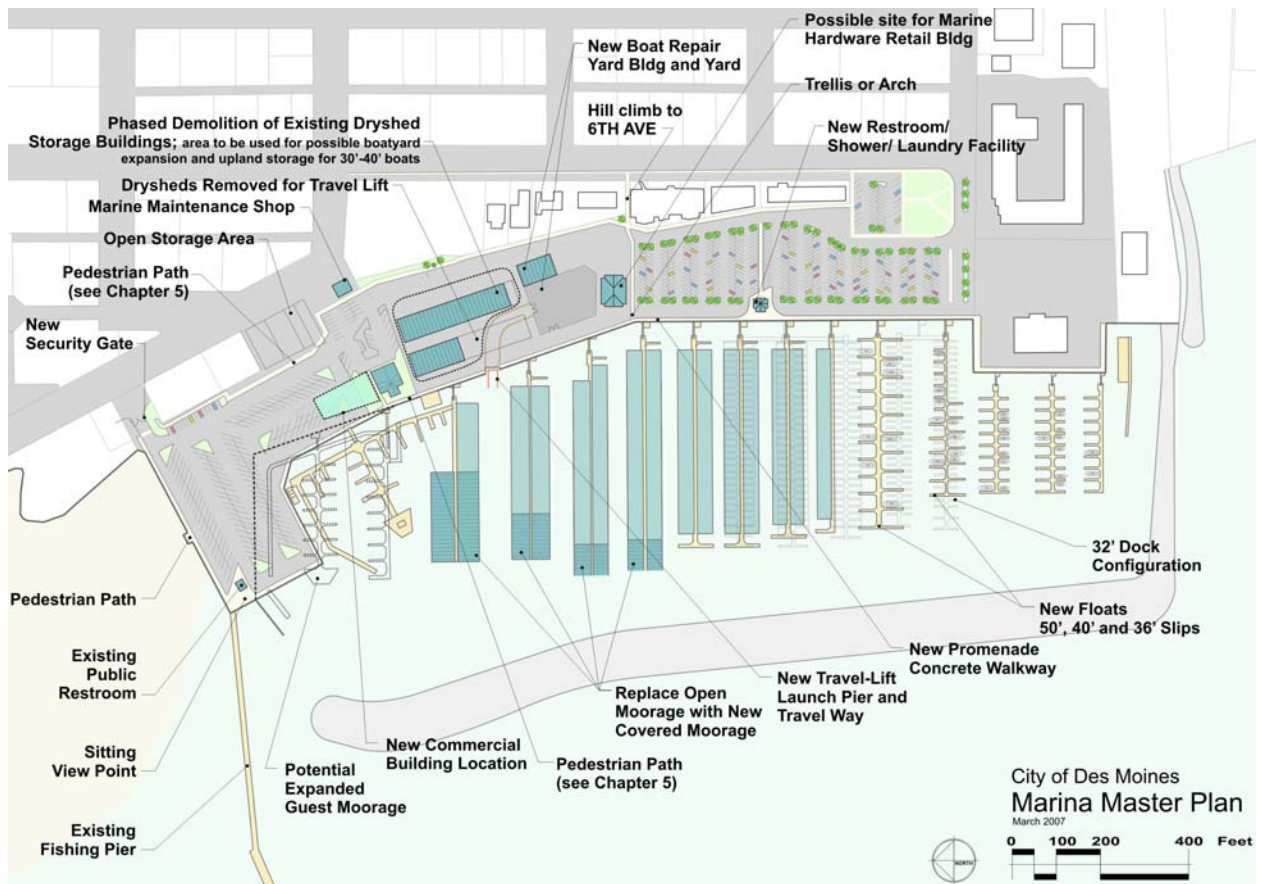 Possible site for Marine
Hardware Retail Bldg
New Boat Repair
Yard Bldg and Yard
Trellis or Arch
Hill climb to
6TH AVE
Phased Demolition of Existing Dryshed
Storage Buildings; area to be used for possible boatyard
expansion and upland storage for 30'-40' boats
New Restroom/
Shower/ Laundry Facility
Drysheds Removed for Travel Lift
Marine Maintenance Shop
Open Storage Area
Pedestrian Path
(see Chapter 5)
New
Security Gate
32' Dock
Configuration
Pedestrian Path
New Floats
50', 40' and 36' Slips
Existing
Public
Restroom
New Promenade
Concrete Walkway
New Travel-Lift
Launch Pier and
Travel Way
Replace Open
Moorage with New
Covered Moorage
Sitting
View Point
New Commercial
Building Location
Pedestrian Path
(see Chapter 5)
Potential
Expanded
Guest Moorage
Existing
Fishing Pier
City of Des Moines
Marina Master Plan
March 2007
0 100 200 400 Feet
NORTH